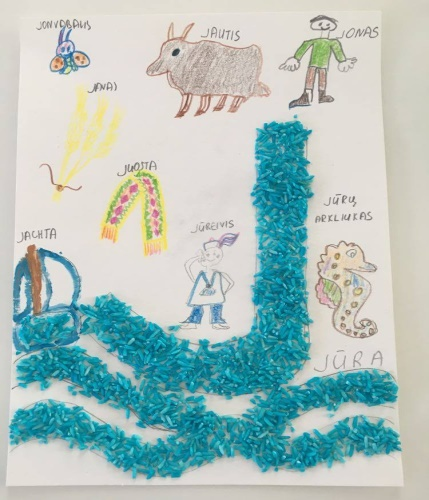 JONVABALIS
JAUTIS
JONAS
JAVAI
JUOSTA
JŪRŲ
ARKLIUKAS
JŪREIVIS
JACHTA
JŪRA